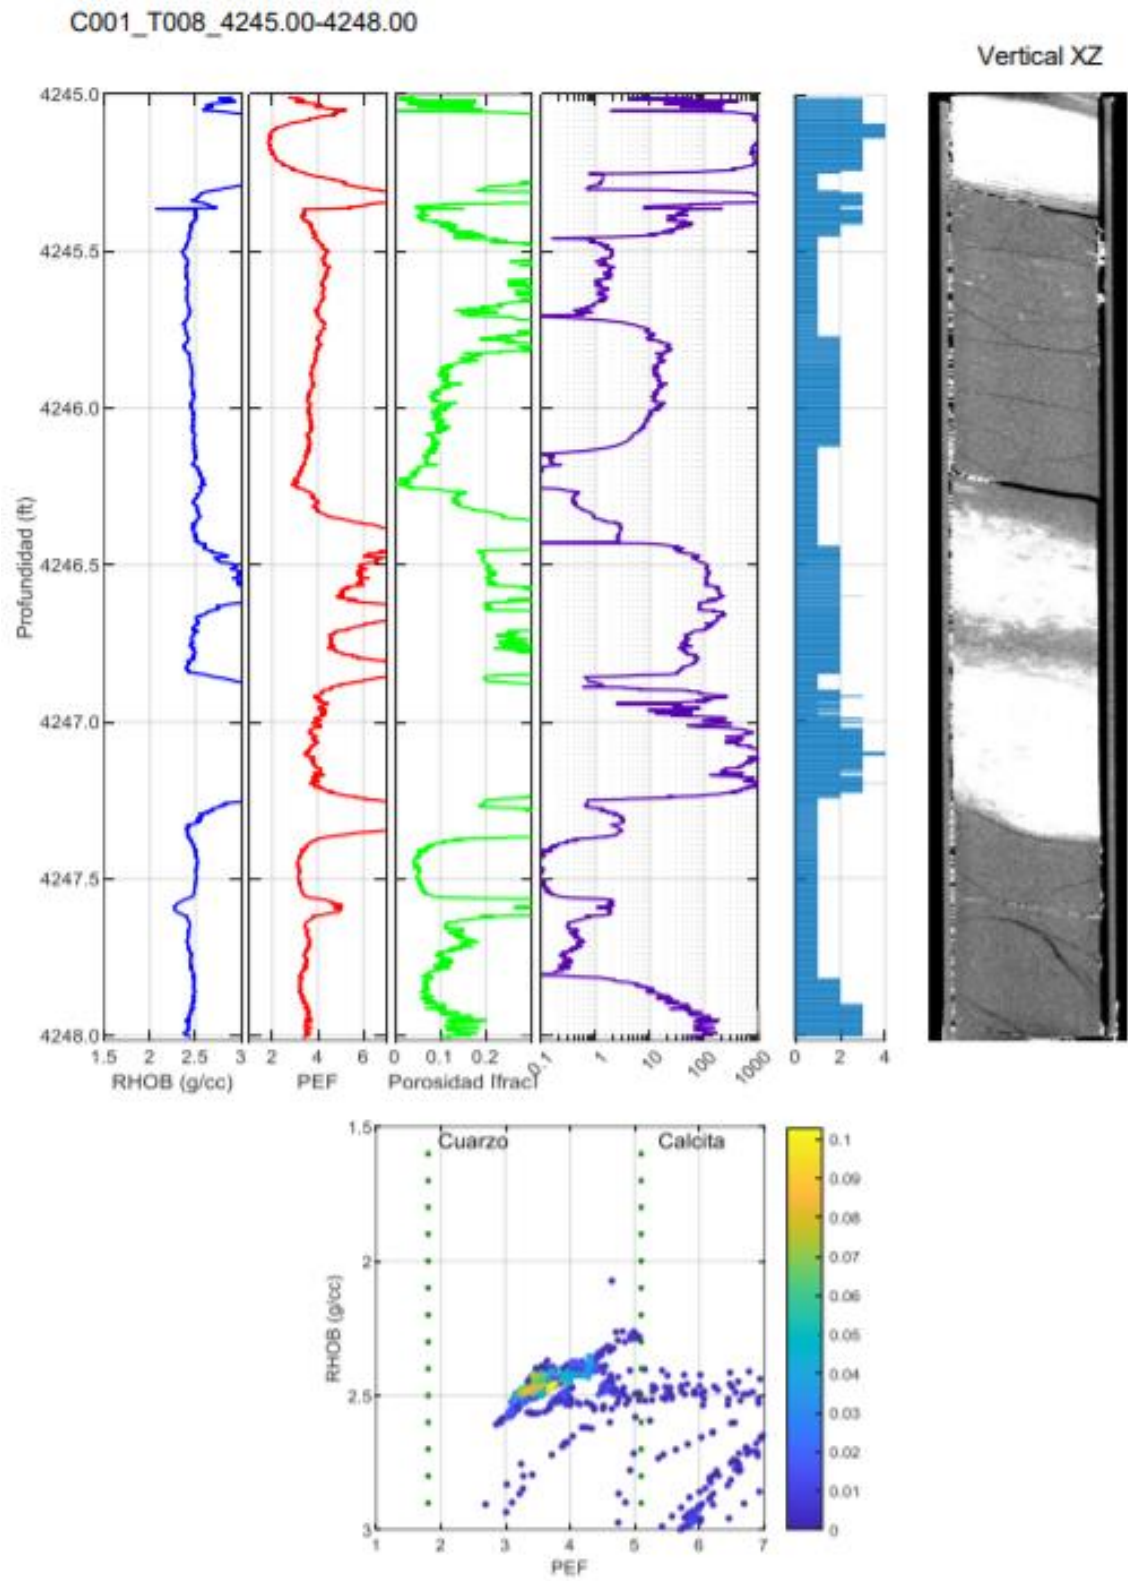 C001_T008_4245.00-4248.00
Vertical XZ
4245.0
4245.5
4246.0
4246.5
4247.0
4247.5
4248.0
Profundidad (ft)
1.5 2 2.5 3 2 4 6 0 0.1 0.2 0.1 1 10 100 1000 0 2 4
RHOB (g/cc) PEF Porosidad [frac]
Cuarzo Calcita
1.5
2
2.5
3
RHOB (g/cc)
1 2 3 4 5 6 7
PEF
0.1
0.09
0.08
0.07
0.06
0.05
0.04
0.03
0.02
0.01
0